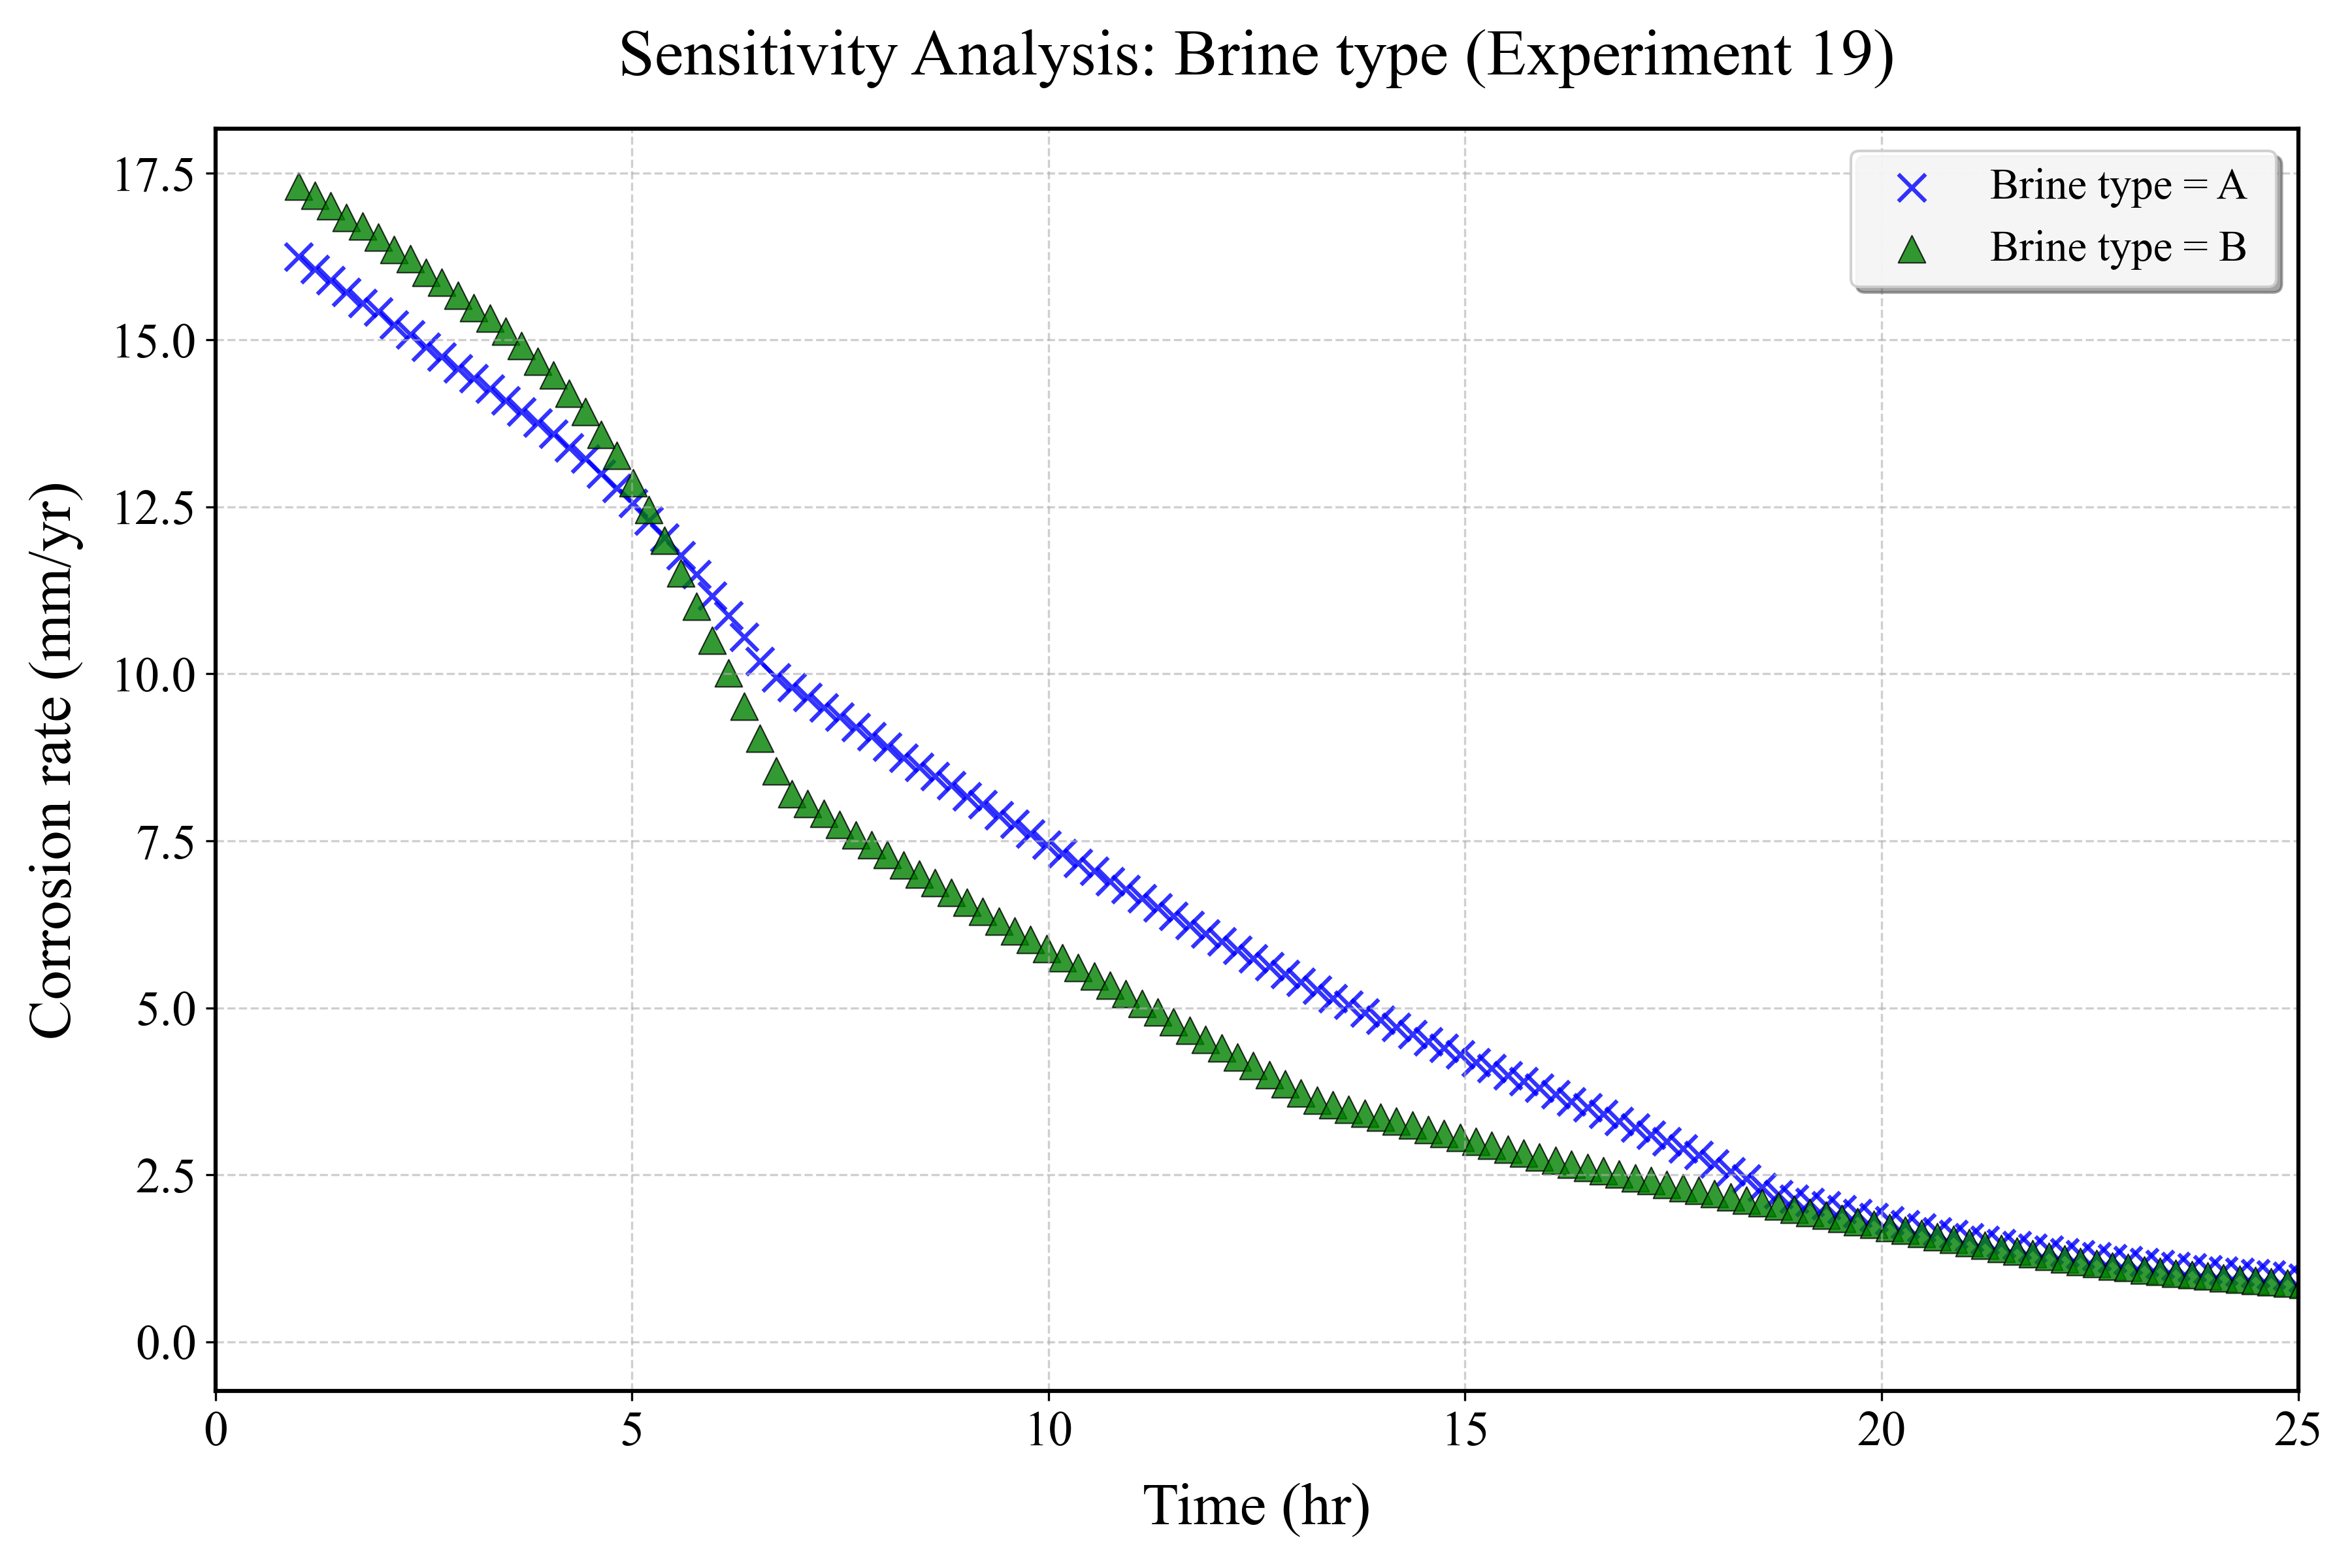 Sensitivity Analysis: Brine type (Experiment 19)
Brine type = A
Brine type = B
Corrosion rate (mm/yr)
17.5
15.0
12.5
10.0
7.5
5.0
2.5
0.0
0 5 10 15 20 25
Time (hr)